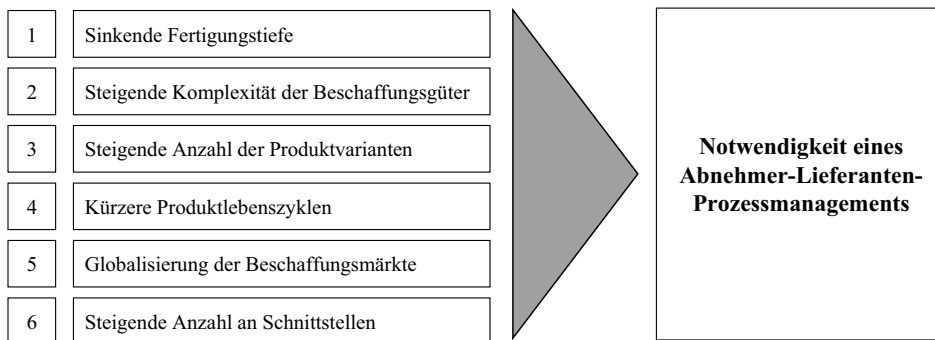 1 Sinkende Fertigungstiefe
2 Steigende Komplexität der Beschaffungsgüter
3 Steigende Anzahl der Produktvarianten
4 Kürzere Produktlebenszyklen
5 Globalisierung der Beschaffungsmärkte
6 Steigende Anzahl an Schnittstellen
Notwendigkeit eines
Abnehmer-Lieferanten-
Prozessmanagements